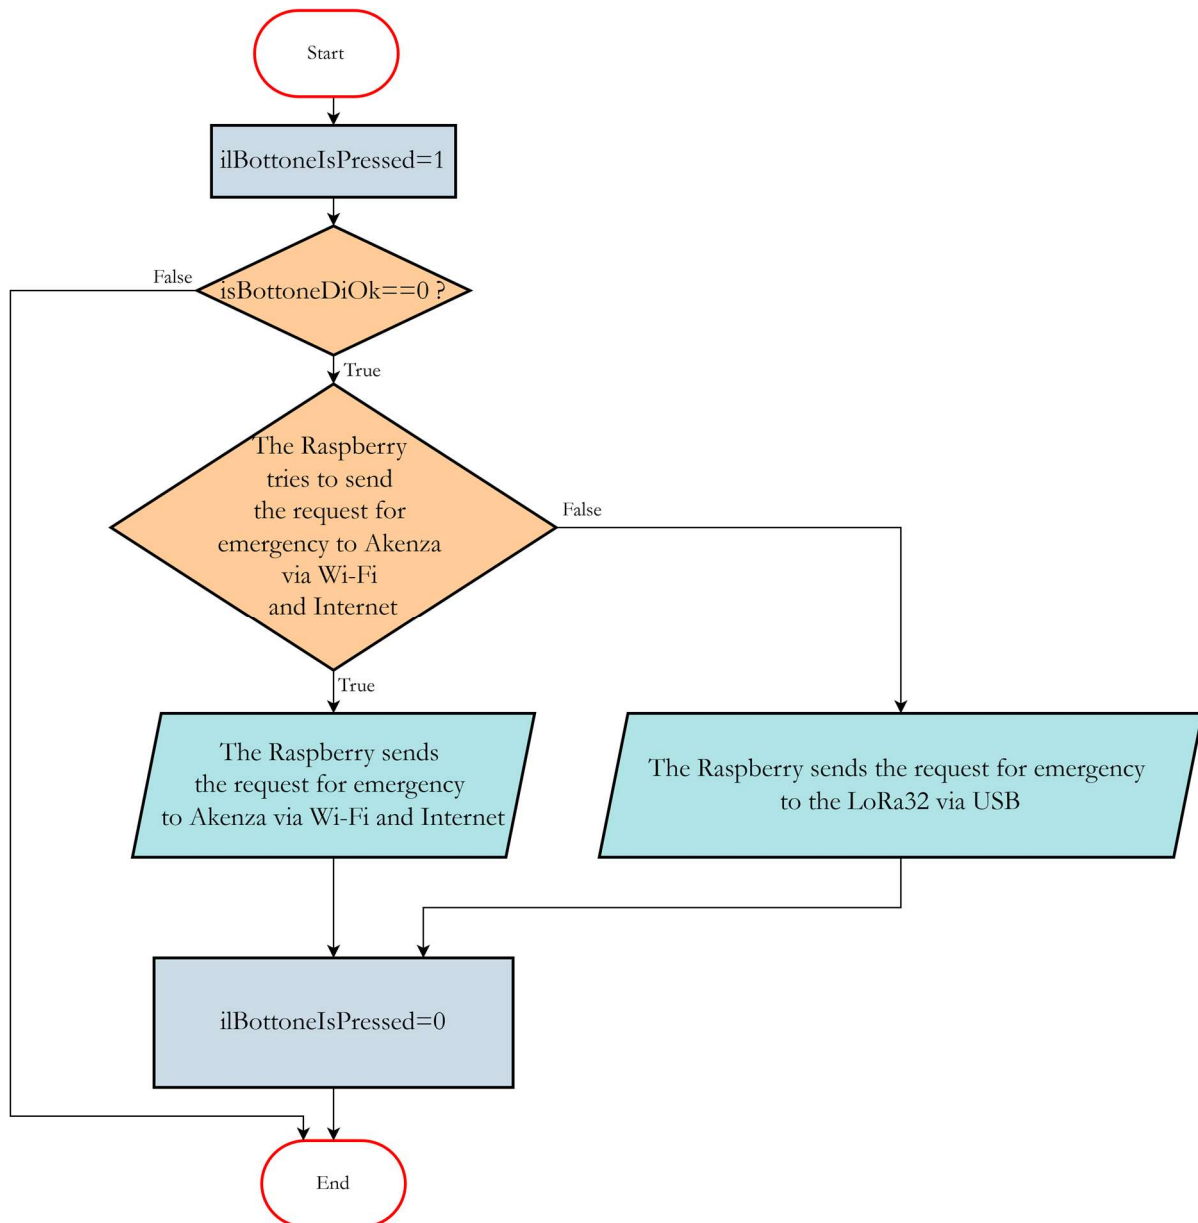 Start
ilBottoneIsPressed=1
False
isBottoneDiOk==0 ?
True
The Raspberry
tries to send
the request for
emergency to Akenza
via Wi-Fi
and Internet
False
True
The Raspberry sends
the request for emergency
to Akenza via Wi-Fi and Internet
The Raspberry sends the request for emergency
to the LoRa32 via USB
ilBottoneIsPressed=0
End